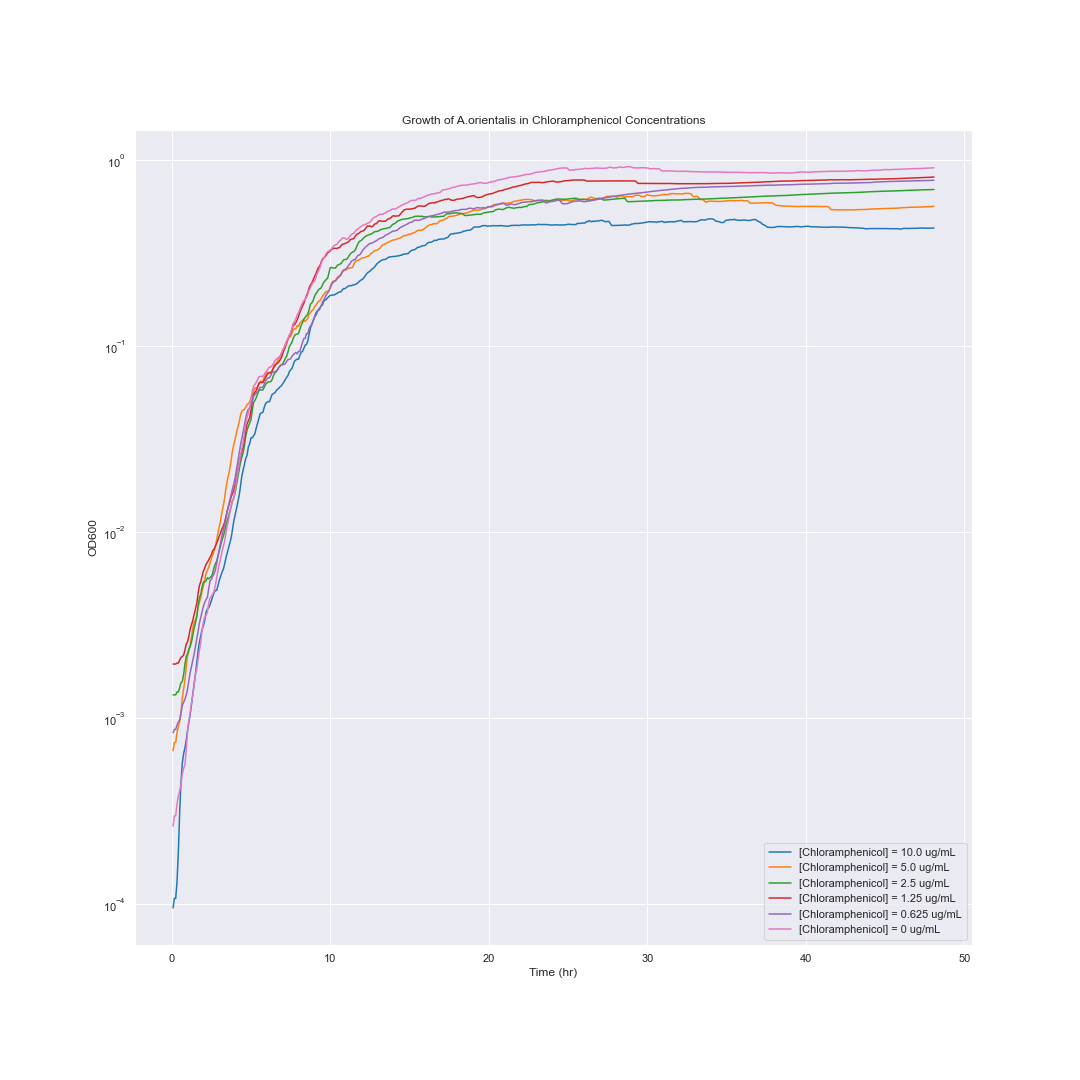 Growth of A.orientalis in Chloramphenicol Concentrations
10⁰
10⁻¹
10⁻²
10⁻³
10⁻⁴
OD600
0 10 20 30 40 50
Time (hr)
[Chloramphenicol] = 10.0 ug/mL
[Chloramphenicol] = 5.0 ug/mL
[Chloramphenicol] = 2.5 ug/mL
[Chloramphenicol] = 1.25 ug/mL
[Chloramphenicol] = 0.625 ug/mL
[Chloramphenicol] = 0 ug/mL